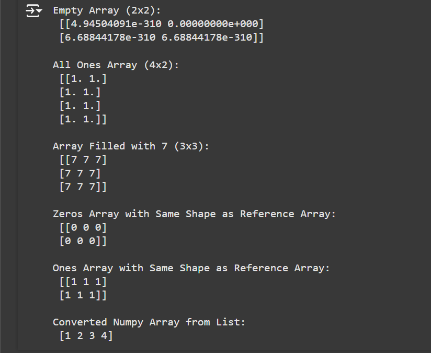 Empty Array (2x2):
[[4.94504091e-310 0.00000000e+000]
[6.68844178e-310 6.68844178e-310]]
All Ones Array (4x2):
[[1. 1.]
[1. 1.]
[1. 1.]
[1. 1.]]
Array Filled with 7 (3x3):
[[7 7 7]
[7 7 7]
[7 7 7]]
Zeros Array with Same Shape as Reference Array:
[[0 0 0]
[0 0 0]]
Ones Array with Same Shape as Reference Array:
[[1 1 1]
[1 1 1]]
Converted Numpy Array from List:
[1 2 3 4]